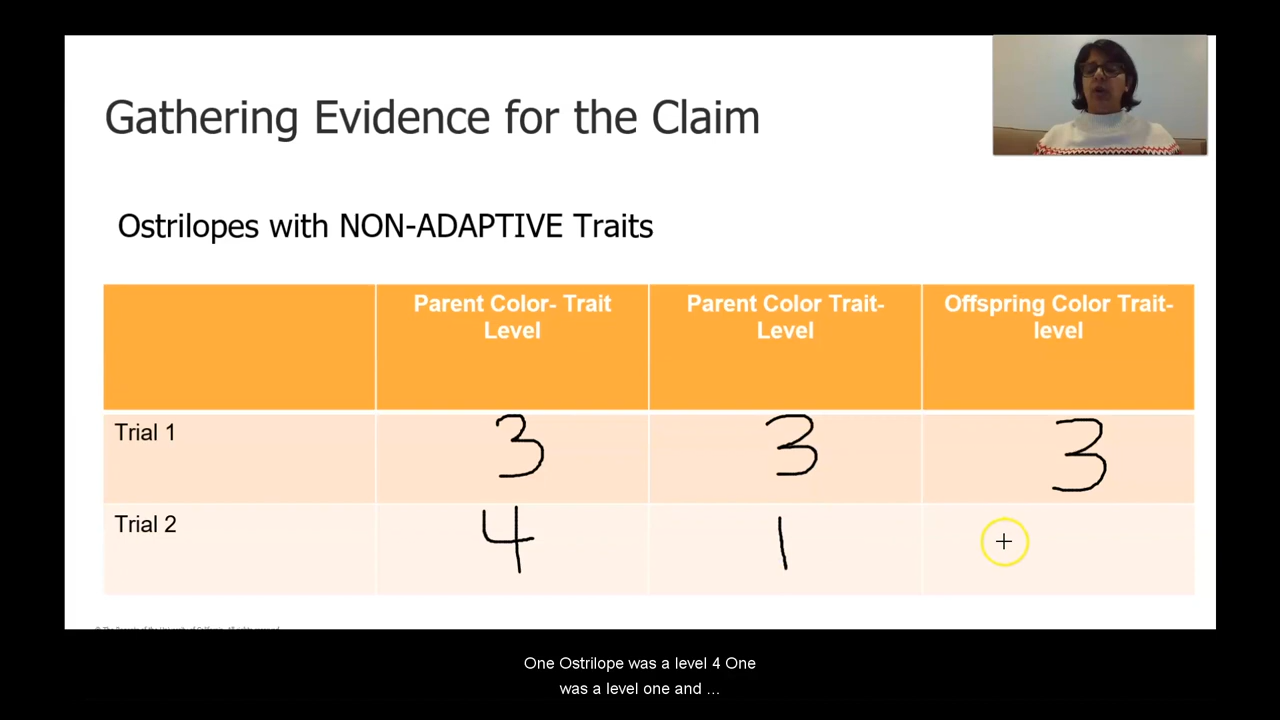 Gathering Evidence for the Claim
Ostrilopes with NON-ADAPTIVE Traits
Parent Color- Trait Level
Parent Color Trait- Level
Offspring Color Trait- level
Trial 1
3
3
3
Trial 2
4
1
One Ostrilope was a level 4 One
was a level one and ...